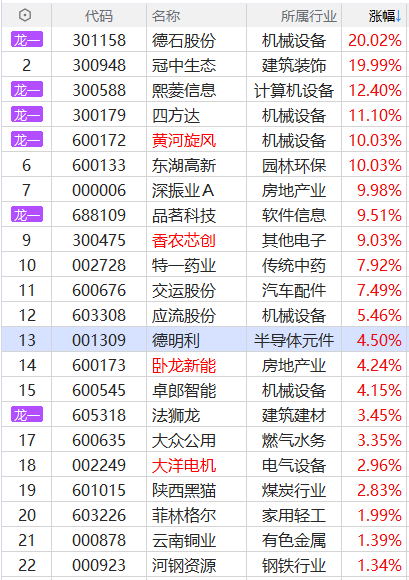 代码 名称 所属行业 涨幅↓
龙一 301158 德石股份 机械设备 20.02%
2 300948 冠中生态 建筑装饰 19.99%
龙一 300588 熙菱信息 计算机设备 12.40%
龙一 300179 四方达 机械设备 11.10%
龙一 600172 黄河旋风 机械设备 10.03%
6 600133 东湖高新 园林环保 10.03%
7 000006 深振业A 房地产业 9.98%
龙一 688109 品茗科技 软件信息 9.51%
9 300475 香农芯创 其他电子 9.03%
10 002728 特一药业 传统中药 7.92%
11 600676 交运股份 汽车配件 7.49%
12 603308 应流股份 机械设备 5.46%
13 001309 德明利 半导体元件 4.50%
14 600173 卧龙新能 房地产业 4.24%
15 600545 卓郎智能 机械设备 4.15%
龙一 605318 法狮龙 建筑建材 3.45%
17 600635 大众公用 燃气水务 3.35%
18 002249 大洋电机 电气设备 2.96%
19 601015 陕西黑猫 煤炭行业 2.83%
20 603226 菲林格尔 家用轻工 1.99%
21 000878 云南铜业 有色金属 1.39%
22 000923 河钢资源 钢铁行业 1.34%